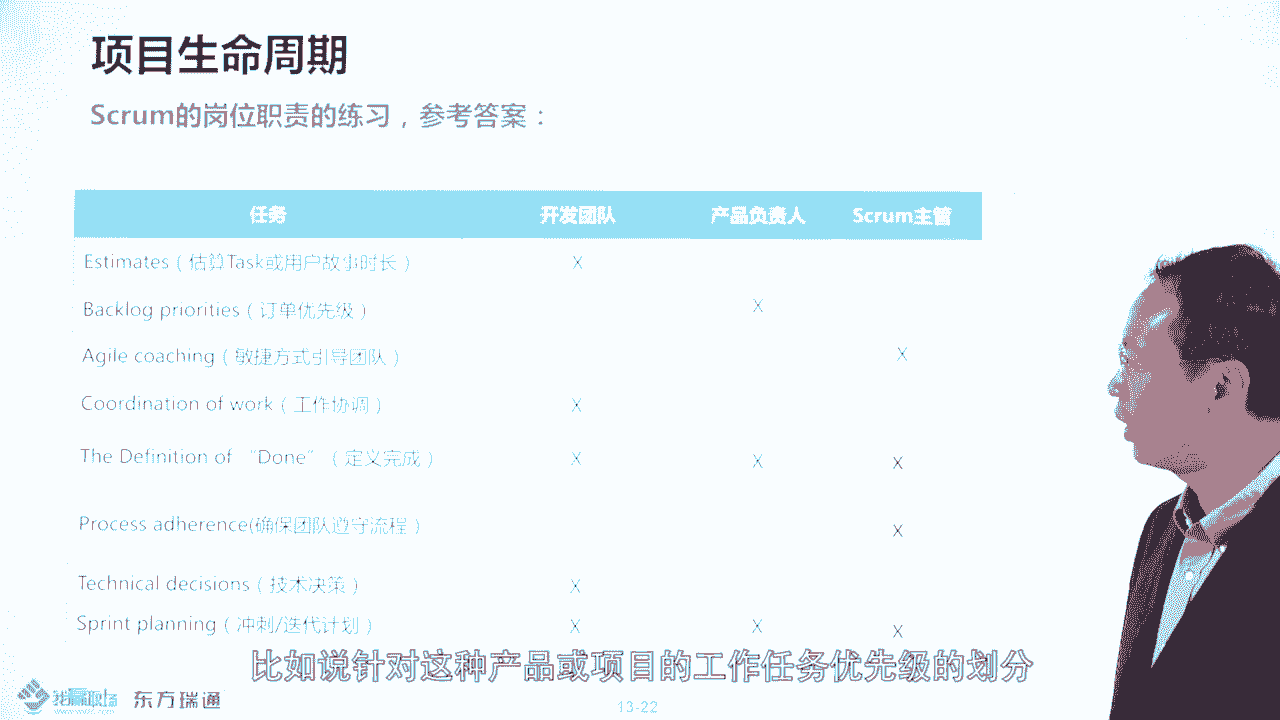 项目生命周期
Scrum的岗位职责的练习，参考答案：
任务 开发团队 产品负责人 Scrum主管
Estimates（估算Task或用户故事时长） X
Backlog priorities（订单优先级） X
Agile coaching（敏捷方式引导团队） X
Coordination of work（工作协调） X
The Definition of “Done”（定义完成） X X X
Process adherence(确保团队遵守流程） X
Technical decisions（技术决策） X
Sprint planning（冲刺/迭代计划） X X X
比如说针对这种产品或项目的工作任务优先级的划分
东方瑞通
13-22